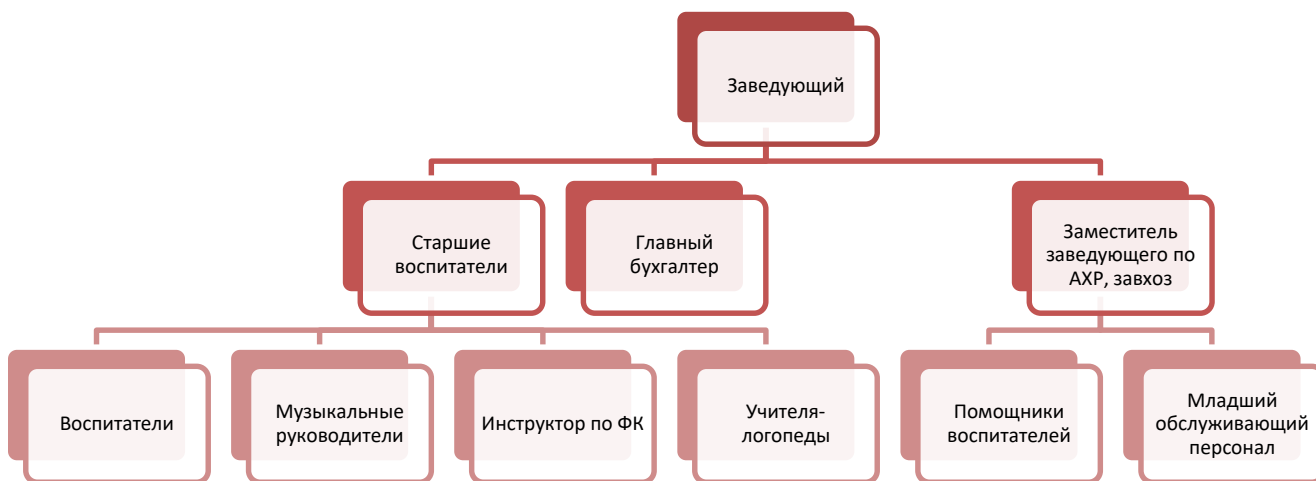 Заведующий
Старшие
воспитатели
Главный
бухгалтер
Заместитель
заведующего по
АХР, завхоз
Воспитатели
Музыкальные
руководители
Инструктор по ФК
Учителя-
логопеды
Помощники
воспитателей
Младший
обслуживающий
персонал